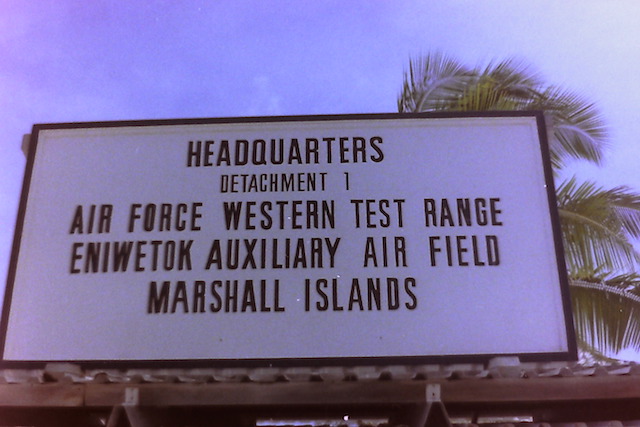 HEADQUARTERS
DETACHMENT 1
AIR FORCE WESTERN TEST RANGE
ENIWETOK AUXILIARY AIR FIELD
MARSHALL ISLANDS